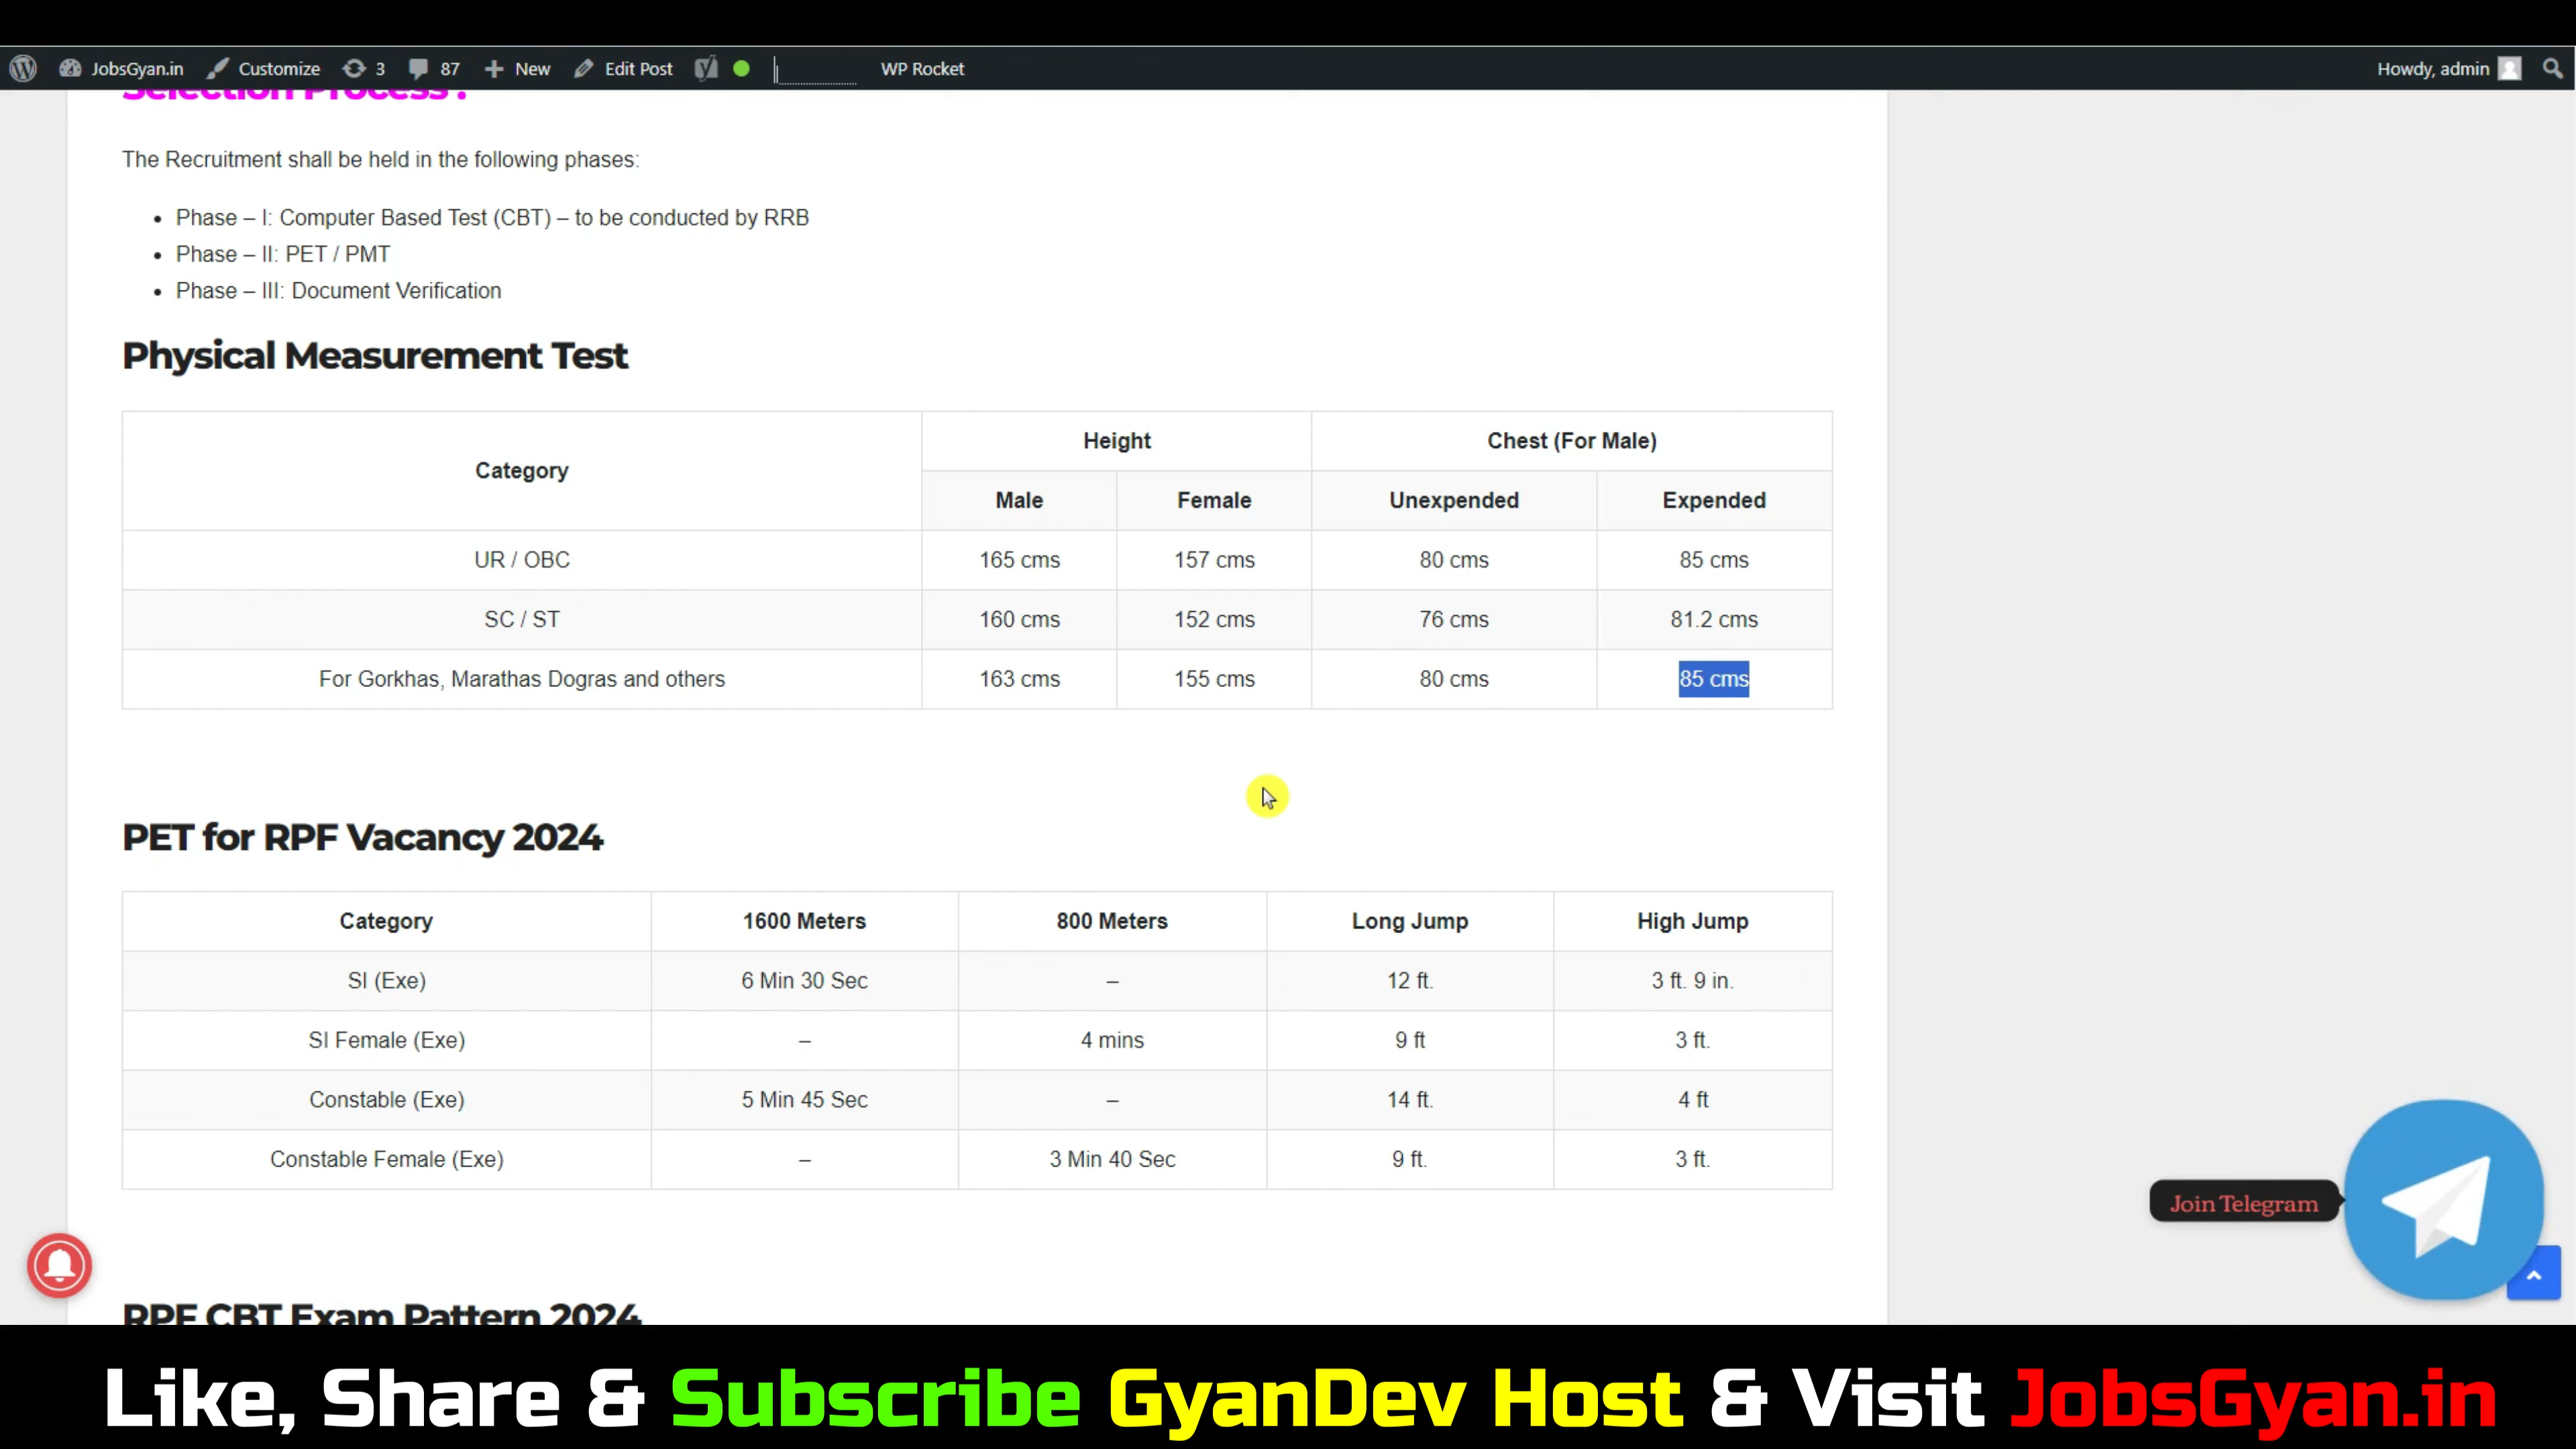 JobsGyan.in Customize 3 87 New Edit Post WP Rocket Howdy, admin
Selection Process :
The Recruitment shall be held in the following phases:
• Phase – I: Computer Based Test (CBT) – to be conducted by RRB
• Phase – II: PET / PMT
• Phase – III: Document Verification
Physical Measurement Test
Category Height Chest (For Male)
Male Female Unexpended Expended
UR / OBC 165 cms 157 cms 80 cms 85 cms
SC / ST 160 cms 152 cms 76 cms 81.2 cms
For Gorkhas, Marathas Dogras and others 163 cms 155 cms 80 cms 85 cms
PET for RPF Vacancy 2024
Category 1600 Meters 800 Meters Long Jump High Jump
SI (Exe) 6 Min 30 Sec – 12 ft. 3 ft. 9 in.
SI Female (Exe) – 4 mins 9 ft 3 ft.
Constable (Exe) 5 Min 45 Sec – 14 ft. 4 ft
Constable Female (Exe) – 3 Min 40 Sec 9 ft. 3 ft.
Join Telegram
RPF CBT Exam Pattern 2024
Like, Share & Subscribe GyanDev Host & Visit JobsGyan.in